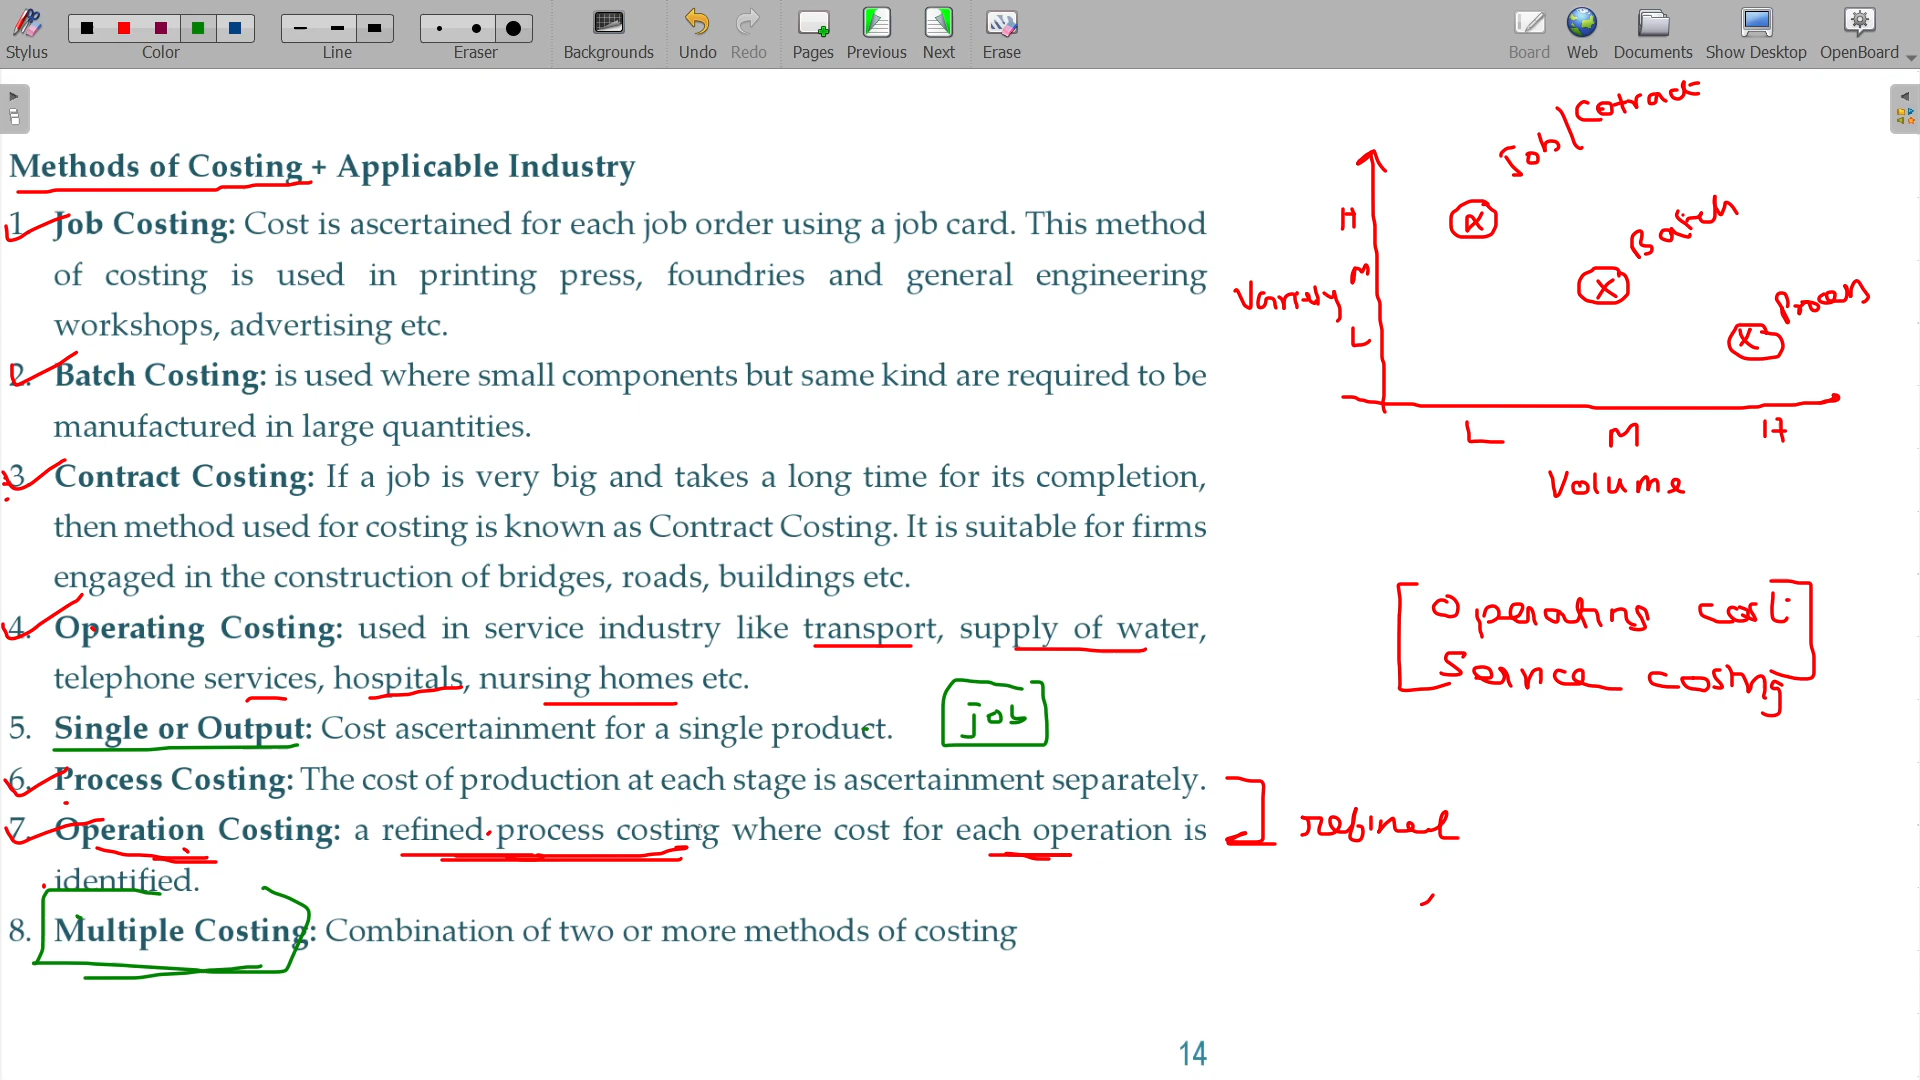 Stylus
Color
Line
Eraser
Backgrounds
Undo
Redo
Pages
Previous
Next
Erase
Board
Web
Documents
Show Desktop
OpenBoard
Methods of Costing + Applicable Industry
1. Job Costing: Cost is ascertained for each job order using a job card. This method
of costing is used in printing press, foundries and general engineering
workshops, advertising etc.
2. Batch Costing: is used where small components but same kind are required to be
manufactured in large quantities.
3. Contract Costing: If a job is very big and takes a long time for its completion,
then method used for costing is known as Contract Costing. It is suitable for firms
engaged in the construction of bridges, roads, buildings etc.
4. Operating Costing: used in service industry like transport, supply of water,
telephone services, hospitals, nursing homes etc.
5. Single or Output: Cost ascertainment for a single product.
job
6. Process Costing: The cost of production at each stage is ascertainment separately.
7. Operation Costing: a refined process costing where cost for each operation is
identified.
8. Multiple Costing: Combination of two or more methods of costing
Job/Cotract
H
x
Batch
M
Variety
x
Process
L
x
L M H
Volume
Operating cost
Service costing
refined
14